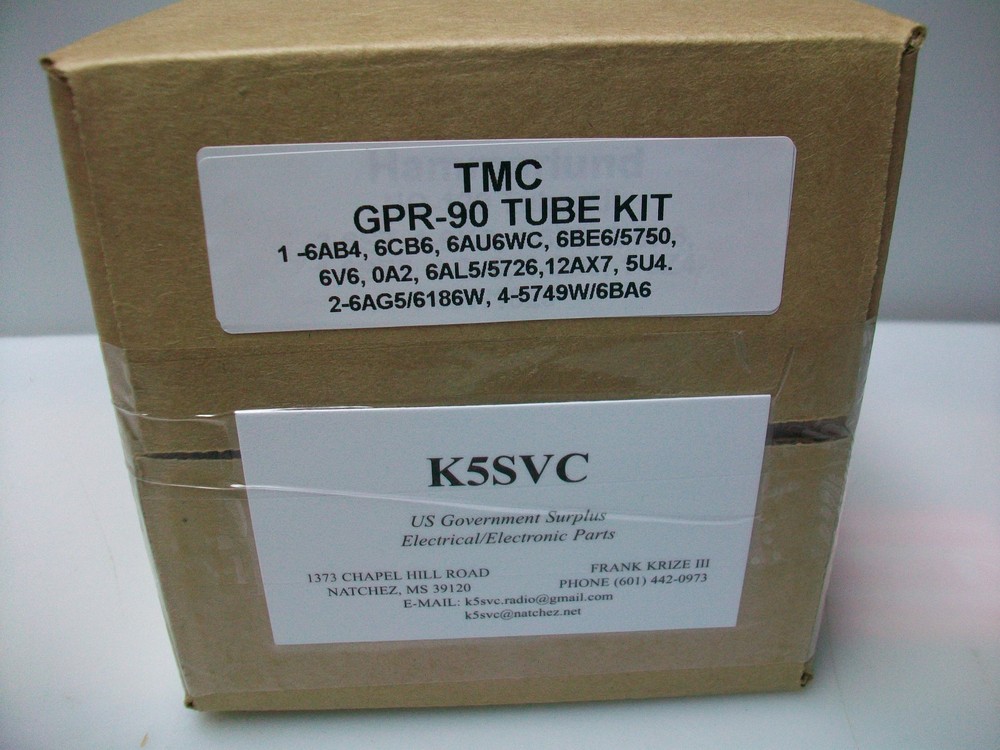 TMC
GPR-90 TUBE KIT
1 -6AB4, 6CB6, 6AU6WC, 6BE6/5750,
6V6, 0A2, 6AL5/5726,12AX7, 5U4.
2-6AG5/6186W, 4-5749W/6BA6
K5SVC
US Government Surplus
Electrical/Electronic Parts
1373 CHAPEL HILL ROAD
NATCHEZ, MS 39120
FRANK KRIZE III
PHONE (601) 442-0973
E-MAIL: k5svc.radio@gmail.com
k5svc@natchez.net